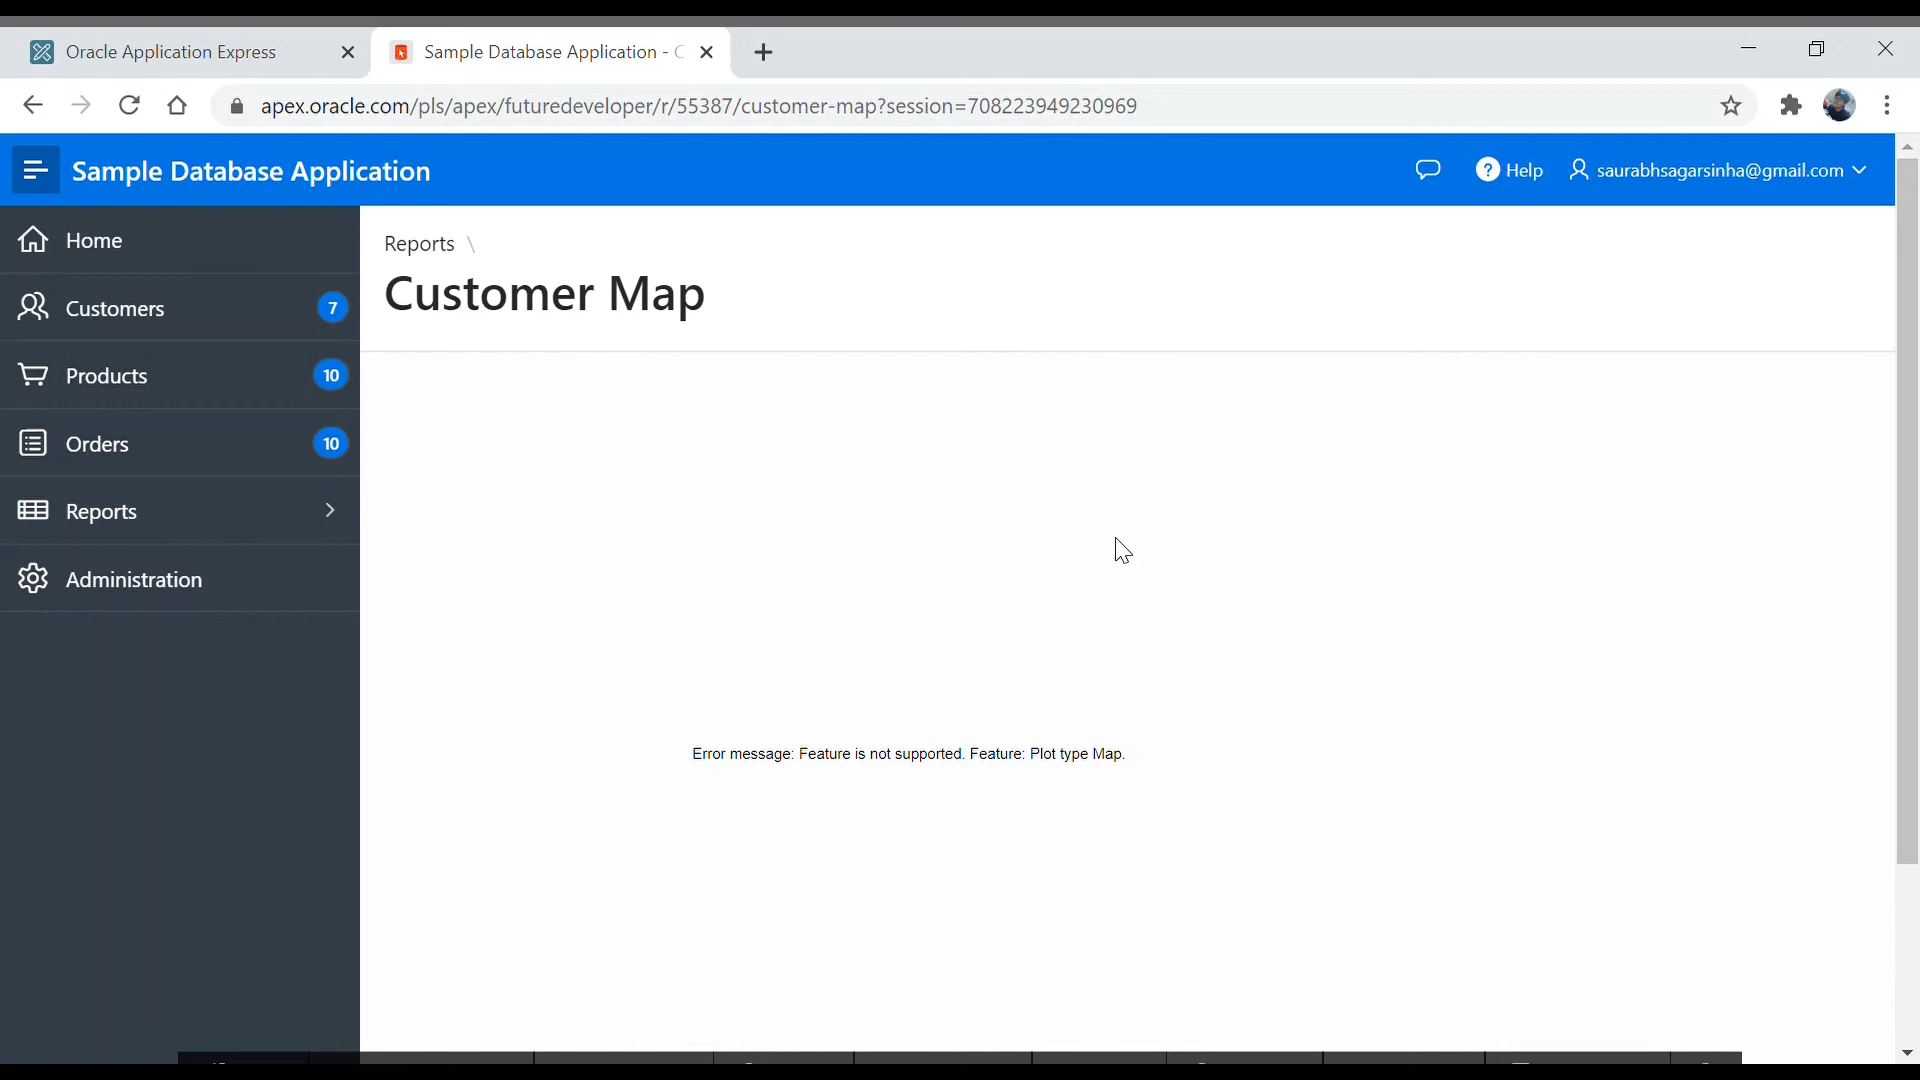 Oracle Application Express
Sample Database Application - C
apex.oracle.com/pls/apex/futuredeveloper/r/55387/customer-map?session=708223949230969
Sample Database Application
? Help
saurabhsagarsinha@gmail.com
Home
Customers 7
Products 10
Orders 10
Reports
Administration
Reports \
Customer Map
Error message: Feature is not supported. Feature: Plot type Map.